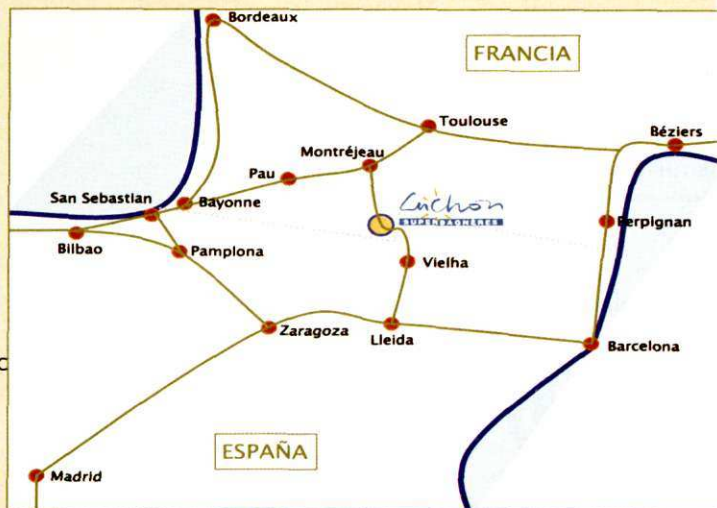 Bordeaux
FRANCIA
Toulouse
Béziers
Montréjeau
Pau
San Sebastian
Bayonne
Luchon
SUPERBAGNERES
Perpignan
Bilbao
Pamplona
Vielha
Zaragoza
Lleida
Barcelona
C
ESPAÑA
Madrid